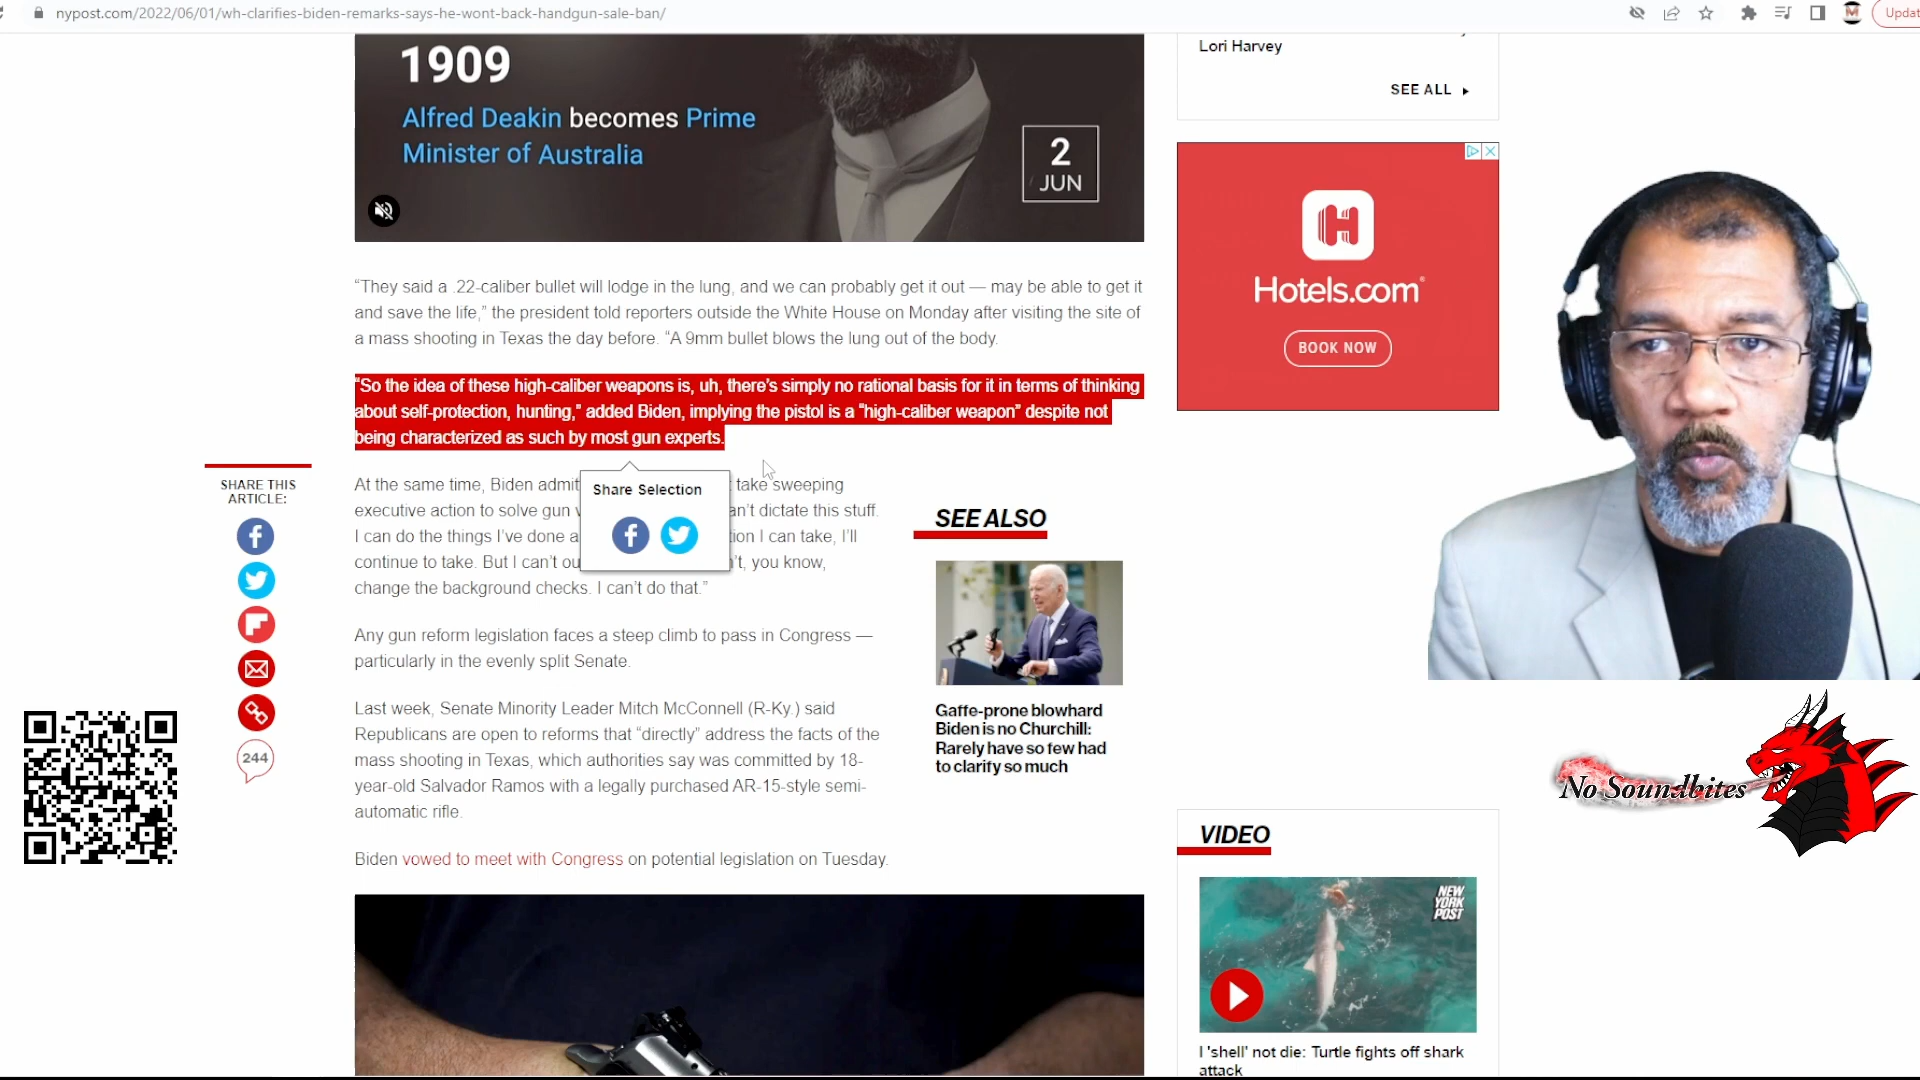 nypost.com/2022/06/01/wh-clarifies-biden-remarks-says-he-wont-back-handgun-sale-ban/
Updat
1909
Alfred Deakin becomes Prime
Minister of Australia
2
JUN
“They said a .22-caliber bullet will lodge in the lung, and we can probably get it out — may be able to get it
and save the life,” the president told reporters outside the White House on Monday after visiting the site of
a mass shooting in Texas the day before. “A 9mm bullet blows the lung out of the body.
“So the idea of these high-caliber weapons is, uh, there’s simply no rational basis for it in terms of thinking
about self-protection, hunting,” added Biden, implying the pistol is a “high-caliber weapon” despite not
being characterized as such by most gun experts.
Share Selection
At the same time, Biden admit take sweeping
executive action to solve gun an’t dictate this stuff.
I can do the things I’ve done a ion I can take, I’ll
continue to take. But I can’t ou ’t, you know,
change the background checks. I can’t do that.”
Any gun reform legislation faces a steep climb to pass in Congress —
particularly in the evenly split Senate.
Last week, Senate Minority Leader Mitch McConnell (R-Ky.) said
Republicans are open to reforms that “directly” address the facts of the
mass shooting in Texas, which authorities say was committed by 18-
year-old Salvador Ramos with a legally purchased AR-15-style semi-
automatic rifle.
Biden vowed to meet with Congress on potential legislation on Tuesday.
SHARE THIS
ARTICLE:
244
SEE ALSO
Gaffe-prone blowhard
Biden is no Churchill:
Rarely have so few had
to clarify so much
Lori Harvey
SEE ALL
Hotels.com
BOOK NOW
No Soundbites
VIDEO
NEW
YORK
POST
I 'shell' not die: Turtle fights off shark
attack